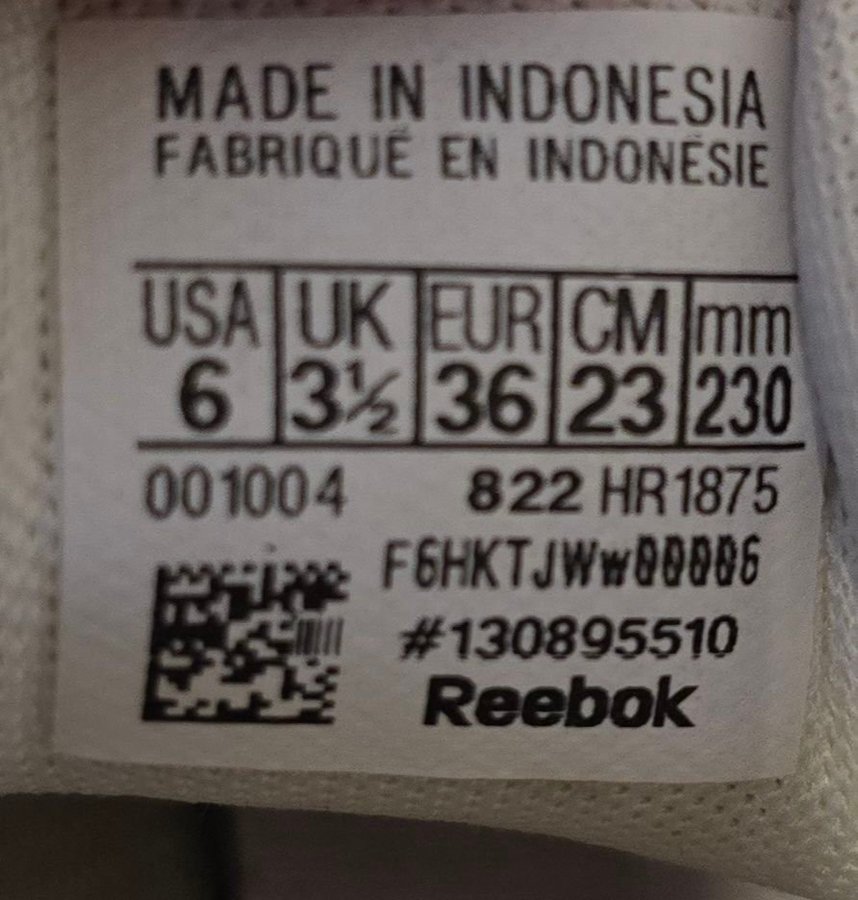 MADE IN INDONESIA
FABRIQUÉ EN INDONÉSIE
USA UK EUR CM mm
6 3½ 36 23 230
001004 822 HR1875
F6HKTJWw00006
#130895510
Reebok